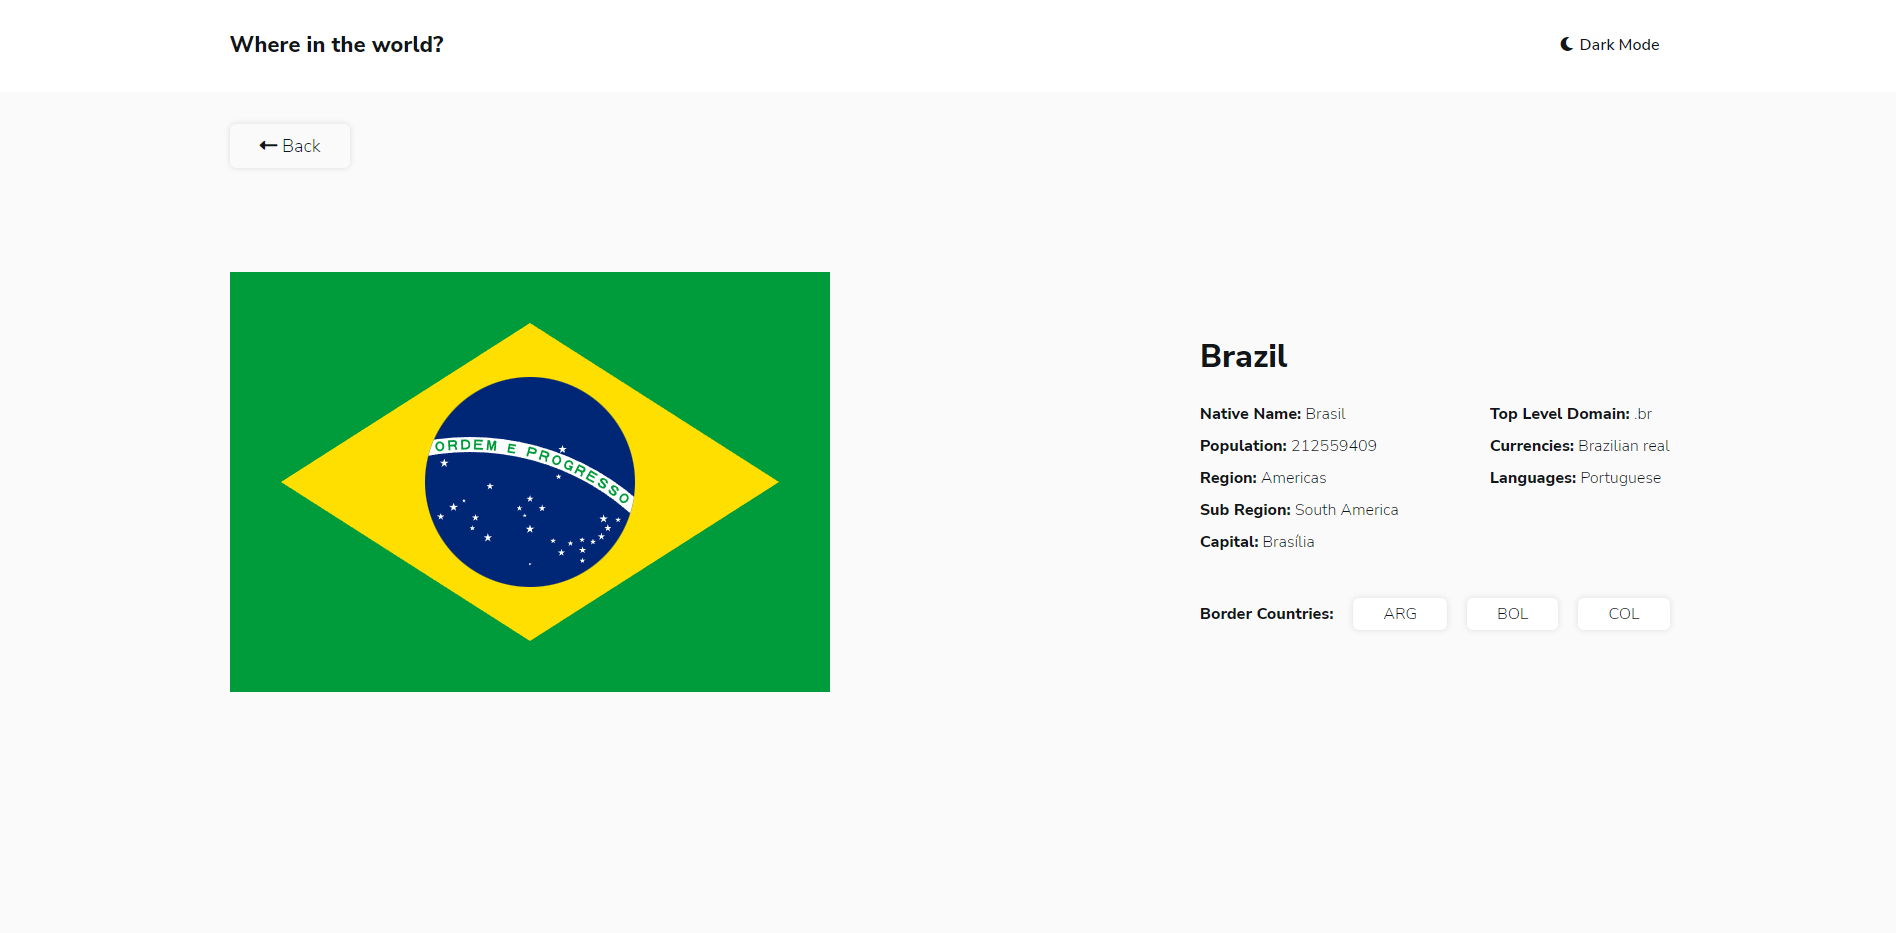 Where in the world?
Dark Mode
Back
ORDEM E PROGRESSO
Brazil
Native Name: Brasil
Population: 212559409
Region: Americas
Sub Region: South America
Capital: Brasília
Top Level Domain: .br
Currencies: Brazilian real
Languages: Portuguese
Border Countries: ARG BOL COL